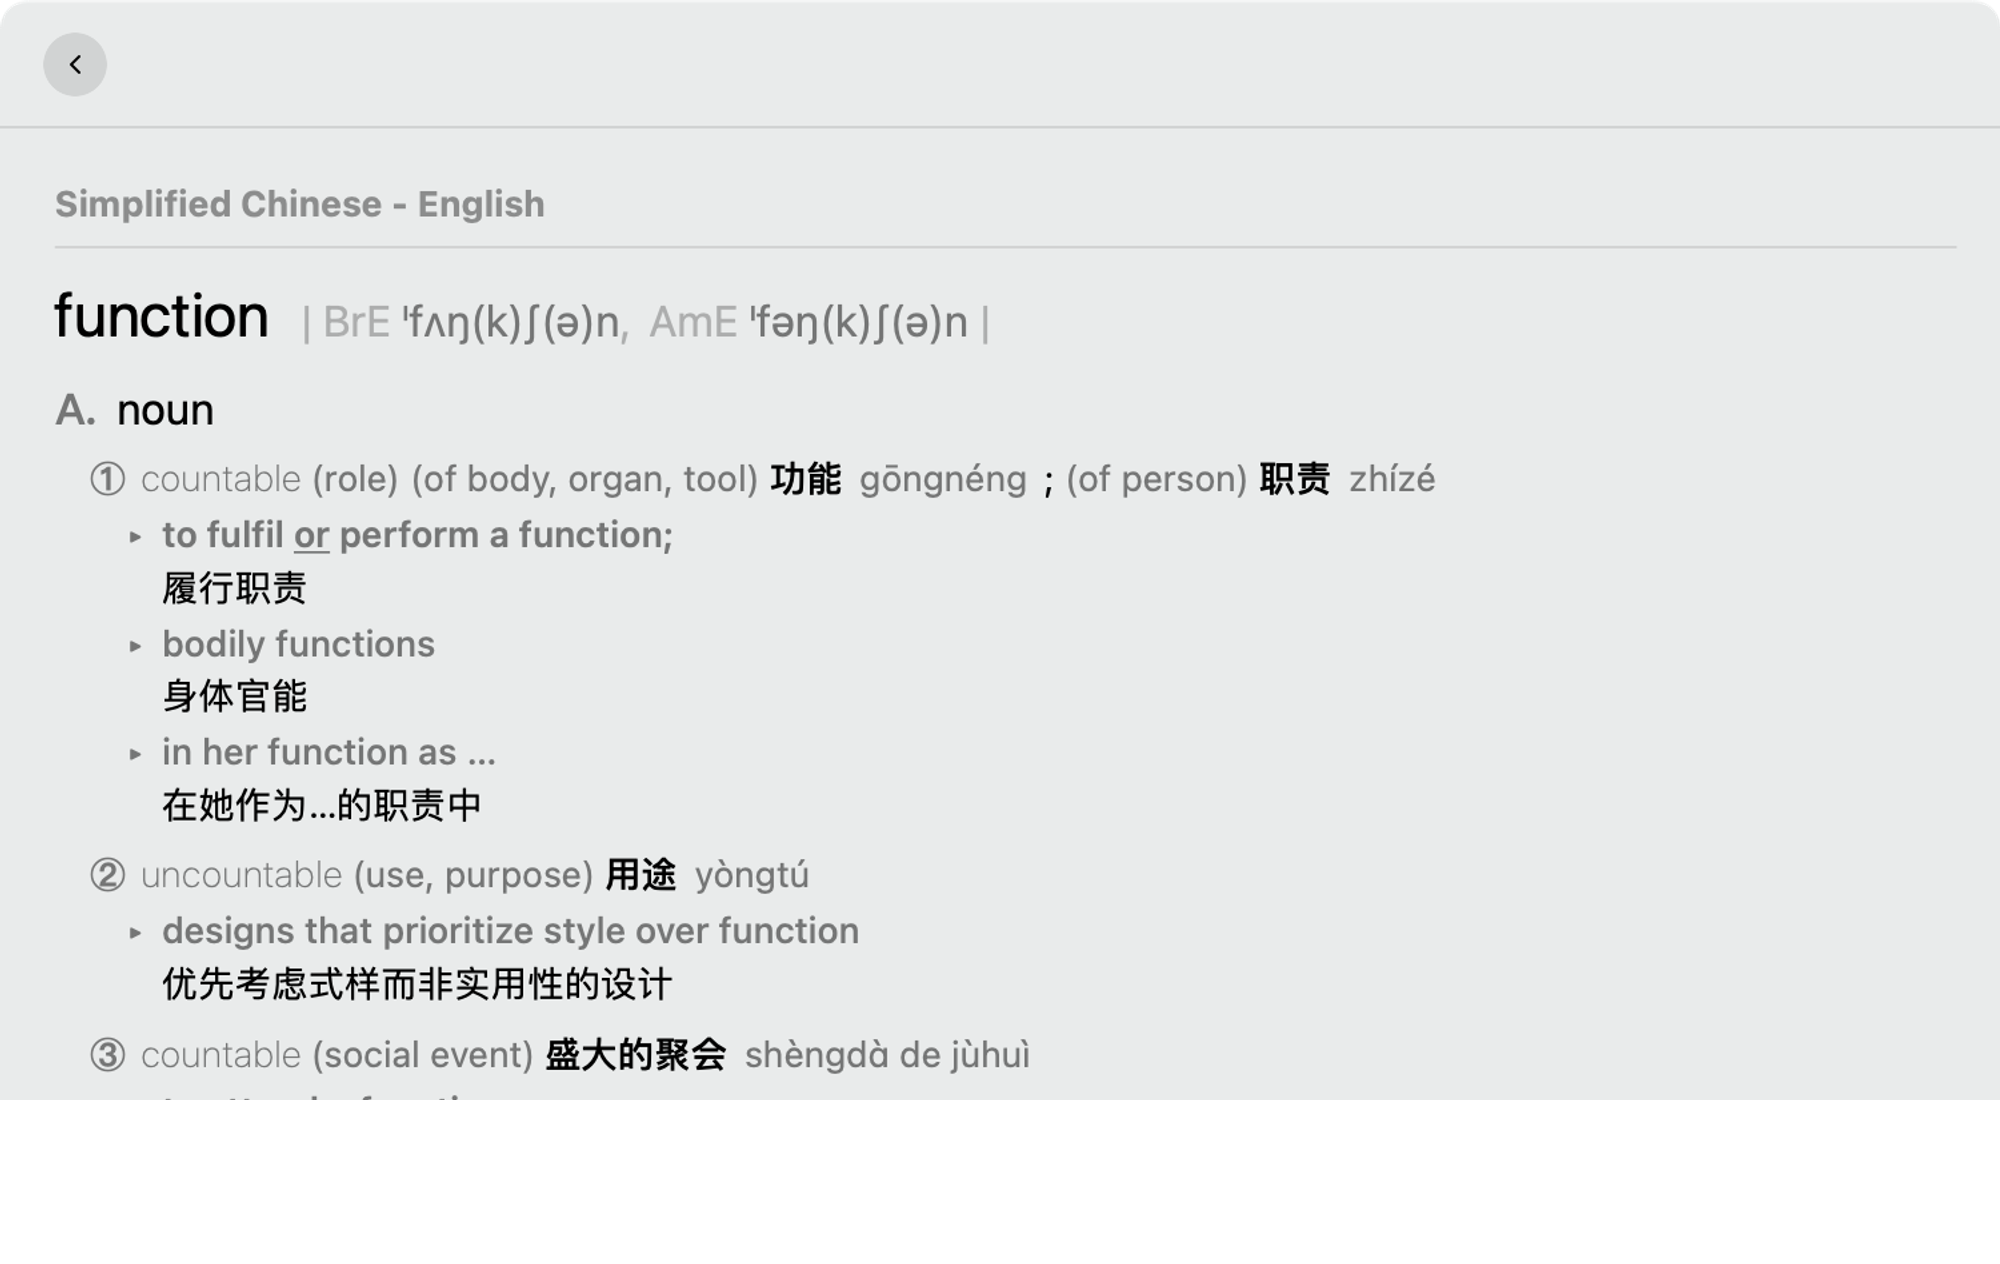 Simplified Chinese - English
function | BrE ˈfʌŋ(k)ʃ(ə)n, AmE ˈfəŋ(k)ʃ(ə)n |
A. noun
① countable (role) (of body, organ, tool) 功能 gōngnéng ; (of person) 职责 zhízé
▸ to fulfil or perform a function;
履行职责
▸ bodily functions
身体官能
▸ in her function as …
在她作为…的职责中
② uncountable (use, purpose) 用途 yòngtú
▸ designs that prioritize style over function
优先考虑式样而非实用性的设计
③ countable (social event) 盛大的聚会 shèngdà de jùhuì